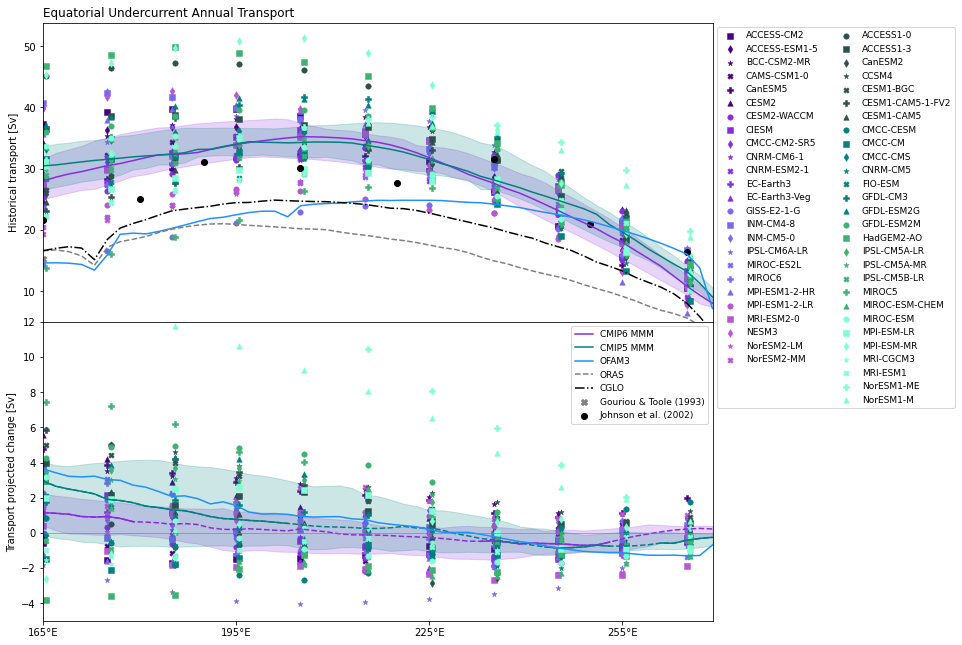 Equatorial Undercurrent Annual Transport
Historical transport [Sv]
50
40
30
20
10
Transport projected change [Sv]
12
10
8
6
4
2
0
−2
−4
165°E
195°E
225°E
255°E
CMIP6 MMM
CMIP5 MMM
OFAM3
ORAS
CGLO
Gouriou & Toole (1993)
Johnson et al. (2002)
ACCESS-CM2
ACCESS-ESM1-5
BCC-CSM2-MR
CAMS-CSM1-0
CanESM5
CESM2
CESM2-WACCM
CIESM
CMCC-CM2-SR5
CNRM-CM6-1
CNRM-ESM2-1
EC-Earth3
EC-Earth3-Veg
GISS-E2-1-G
INM-CM4-8
INM-CM5-0
IPSL-CM6A-LR
MIROC-ES2L
MIROC6
MPI-ESM1-2-HR
MPI-ESM1-2-LR
MRI-ESM2-0
NESM3
NorESM2-LM
NorESM2-MM
ACCESS1-0
ACCESS1-3
CanESM2
CCSM4
CESM1-BGC
CESM1-CAM5-1-FV2
CESM1-CAM5
CMCC-CESM
CMCC-CM
CMCC-CMS
CNRM-CM5
FIO-ESM
GFDL-CM3
GFDL-ESM2G
GFDL-ESM2M
HadGEM2-AO
IPSL-CM5A-LR
IPSL-CM5A-MR
IPSL-CM5B-LR
MIROC5
MIROC-ESM-CHEM
MIROC-ESM
MPI-ESM-LR
MPI-ESM-MR
MRI-CGCM3
MRI-ESM1
NorESM1-ME
NorESM1-M